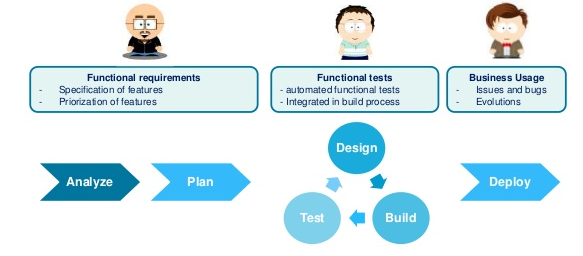 Functional requirements
- Specification of features
- Priorization of features
Functional tests
- automated functional tests
- Integrated in build process
Business Usage
- Issues and bugs
- Evolutions
Analyze
Plan
Design
Test
Build
Deploy